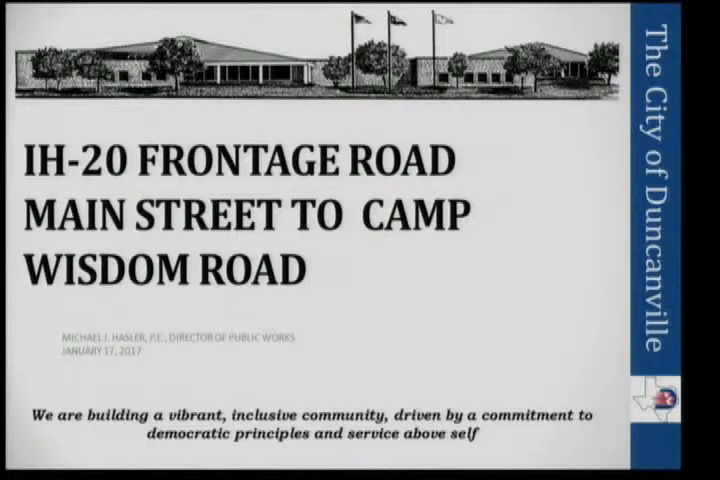 IH-20 FRONTAGE ROAD
MAIN STREET TO CAMP
WISDOM ROAD
MICHAEL J. HASLER, P.E., DIRECTOR OF PUBLIC WORKS
JANUARY 17, 2017
We are building a vibrant, inclusive community, driven by a commitment to
democratic principles and service above self
The City of Duncanville